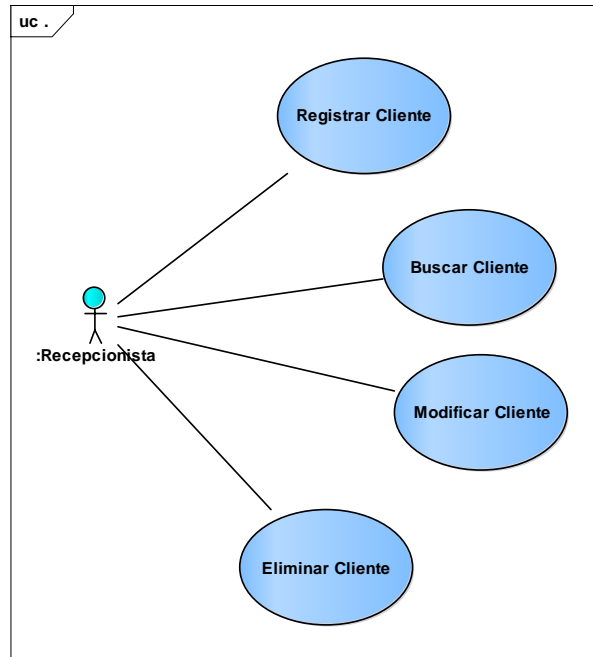 uc .
Registrar Cliente
Buscar Cliente
:Recepcionista
Modificar Cliente
Eliminar Cliente